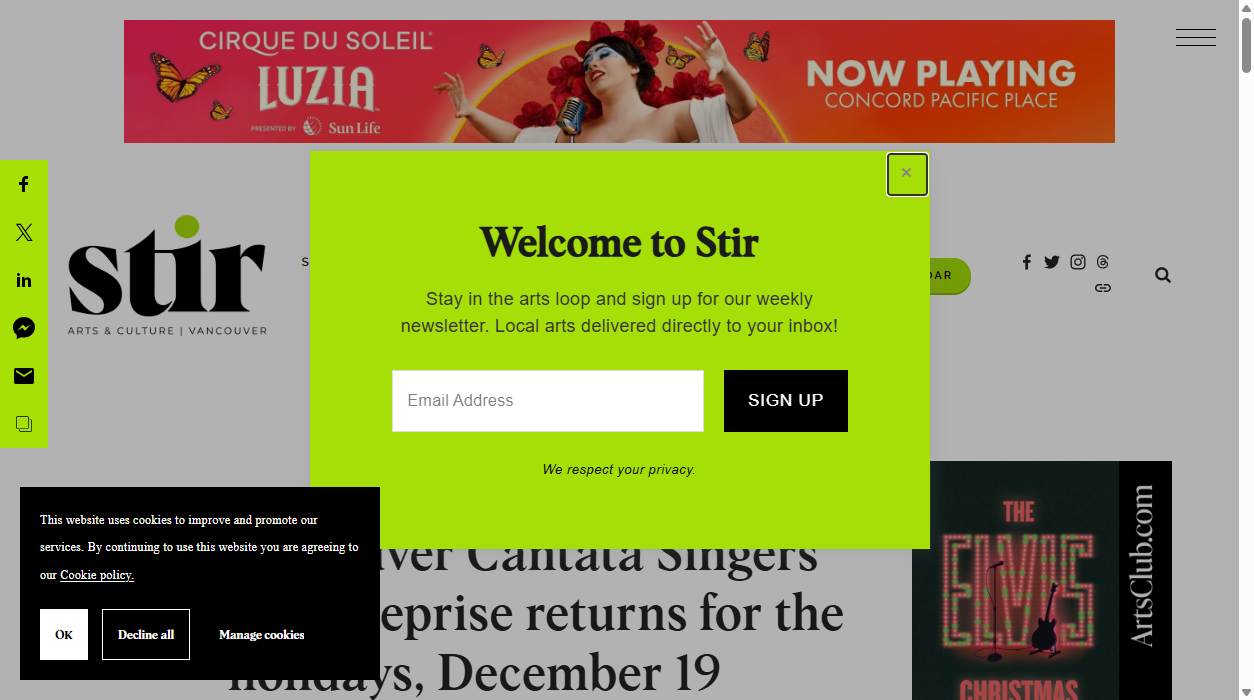 CIRQUE DU SOLEIL
LUZIA
PRESENTED BY Sun Life
NOW PLAYING
CONCORD PACIFIC PLACE
stir
ARTS & CULTURE | VANCOUVER
S
DAR
×
Welcome to Stir
Stay in the arts loop and sign up for our weekly
newsletter. Local arts delivered directly to your inbox!
Email Address
SIGN UP
We respect your privacy.
Cantata Singers
eprise returns for the
holidays, December 19
This website uses cookies to improve and promote our
services. By continuing to use this website you are agreeing to
our Cookie policy.
OK
Decline all
Manage cookies
THE
ELVIS
CHRISTMAS
ArtsClub.com